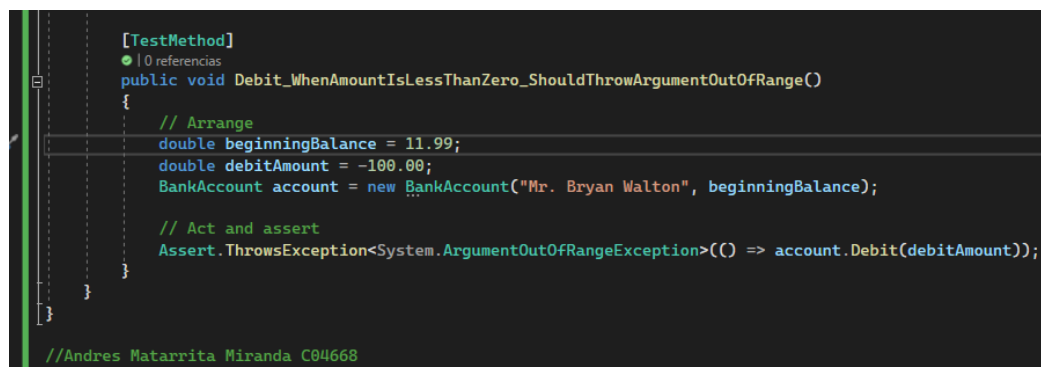 [TestMethod]
| 0 referencias
public void Debit_WhenAmountIsLessThanZero_ShouldThrowArgumentOutOfRange()
{
// Arrange
double beginningBalance = 11.99;
double debitAmount = -100.00;
BankAccount account = new BankAccount("Mr. Bryan Walton", beginningBalance);
// Act and assert
Assert.ThrowsException<System.ArgumentOutOfRangeException>(() => account.Debit(debitAmount));
}
}
}
//Andres Matarrita Miranda C04668